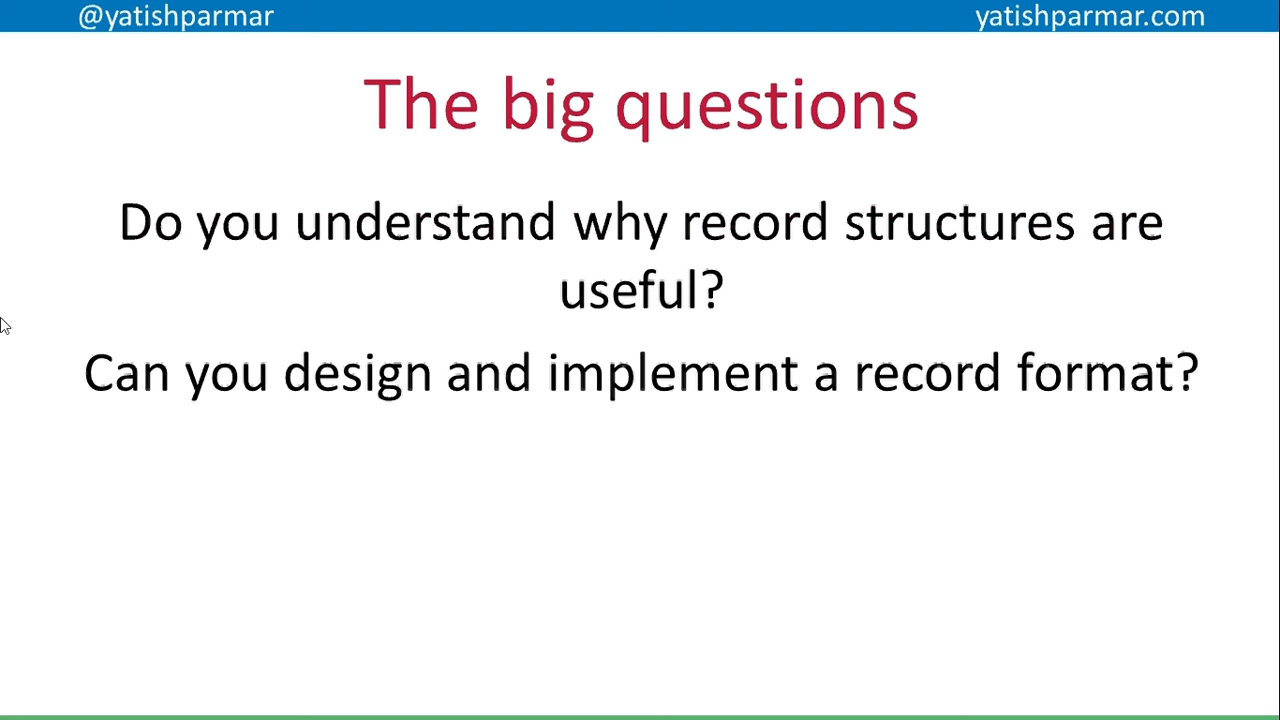 @yatishparmar
yatishparmar.com
The big questions
Do you understand why record structures are
useful?
Can you design and implement a record format?